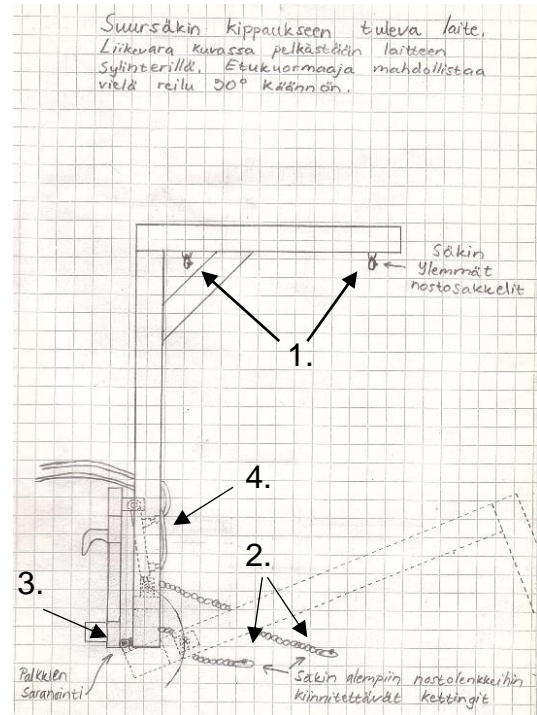 Suursäkin kippaukseen tuleva laite.
Liikevara kuvassa pelkästään laitteen
sylinterillä. Etukuormaaja mahdollistaa
vielä reilu 90° käännön.
Säkin
ylemmät
nostosakkelit
1.
4.
2.
3.
Palkkien
saranointi
Säkin alempiin nostolenkkeihin
kiinnitettävät kettingit